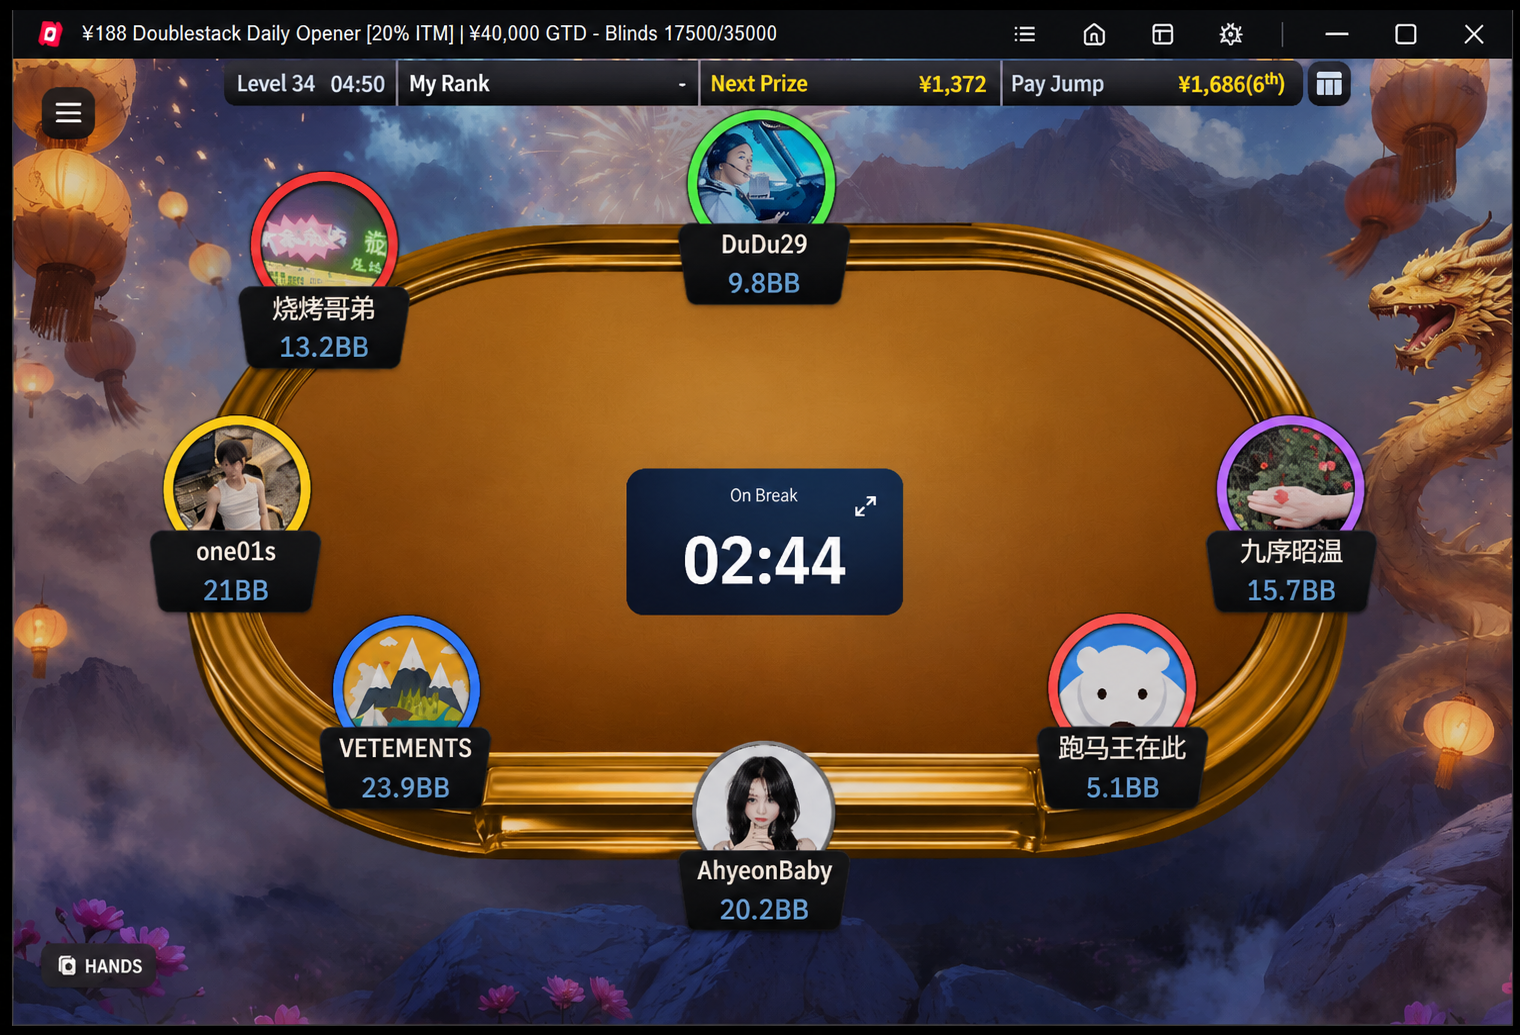 ¥188 Doublestack Daily Opener [20% ITM] | ¥40,000 GTD - Blinds 17500/35000
Level 34 04:50 My Rank - Next Prize ¥1,372 Pay Jump ¥1,686(6th)
DuDu29
9.8BB
烧烤哥弟
13.2BB
one01s
21BB
On Break
02:44
九序昭温
15.7BB
VETEMENTS
23.9BB
跑马王在此
5.1BB
AhyeonBaby
20.2BB
HANDS